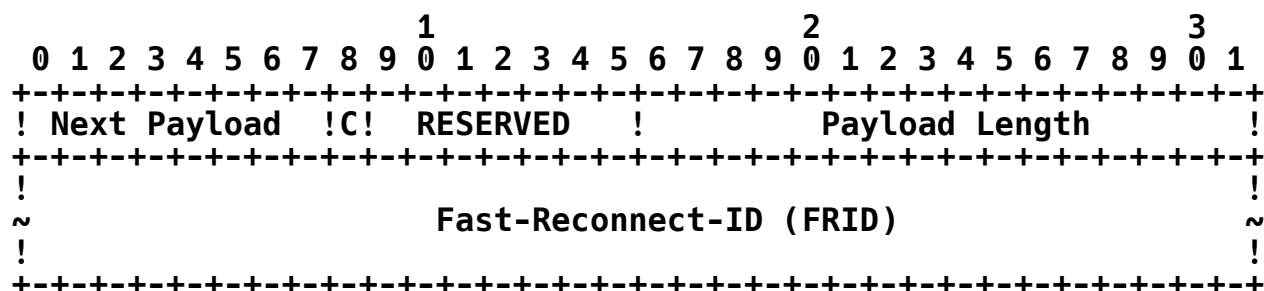 1                   2                   3
 0 1 2 3 4 5 6 7 8 9 0 1 2 3 4 5 6 7 8 9 0 1 2 3 4 5 6 7 8 9 0 1
+-+-+-+-+-+-+-+-+-+-+-+-+-+-+-+-+-+-+-+-+-+-+-+-+-+-+-+-+-+-+-+-+
! Next Payload  !C!  RESERVED   !         Payload Length        !
+-+-+-+-+-+-+-+-+-+-+-+-+-+-+-+-+-+-+-+-+-+-+-+-+-+-+-+-+-+-+-+-+
!                                                               !
~                     Fast-Reconnect-ID (FRID)                  ~
!                                                               !
+-+-+-+-+-+-+-+-+-+-+-+-+-+-+-+-+-+-+-+-+-+-+-+-+-+-+-+-+-+-+-+-+